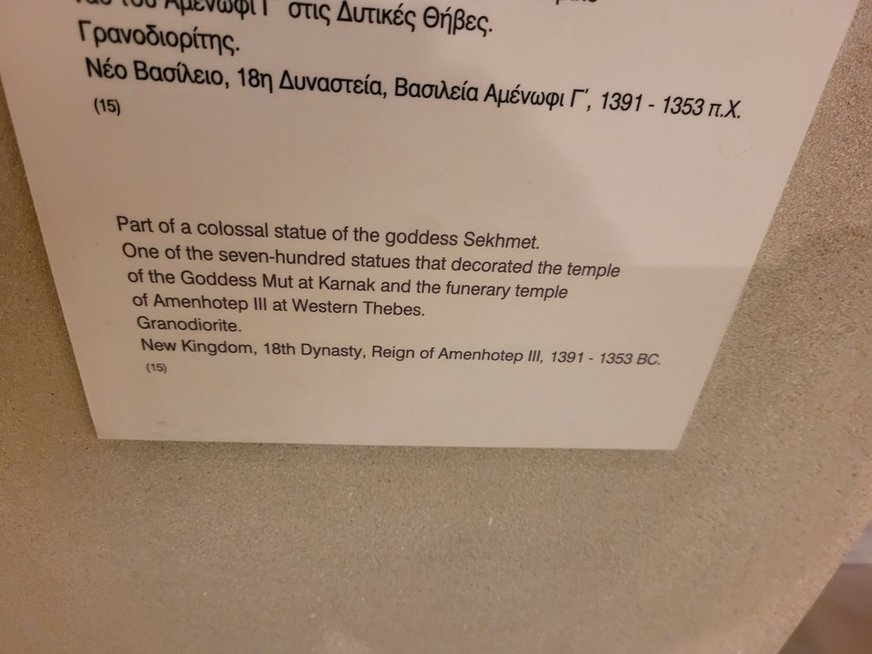 του Αμένωφι Γ΄ στις Δυτικές Θήβες.
Γρανοδιορίτης.
Νέο Βασίλειο, 18η Δυναστεία, Βασιλεία Αμένωφι Γ΄, 1391 - 1353 π.Χ.
(15)
Part of a colossal statue of the goddess Sekhmet.
One of the seven-hundred statues that decorated the temple
of the Goddess Mut at Karnak and the funerary temple
of Amenhotep III at Western Thebes.
Granodiorite.
New Kingdom, 18th Dynasty, Reign of Amenhotep III, 1391 - 1353 BC.
(15)